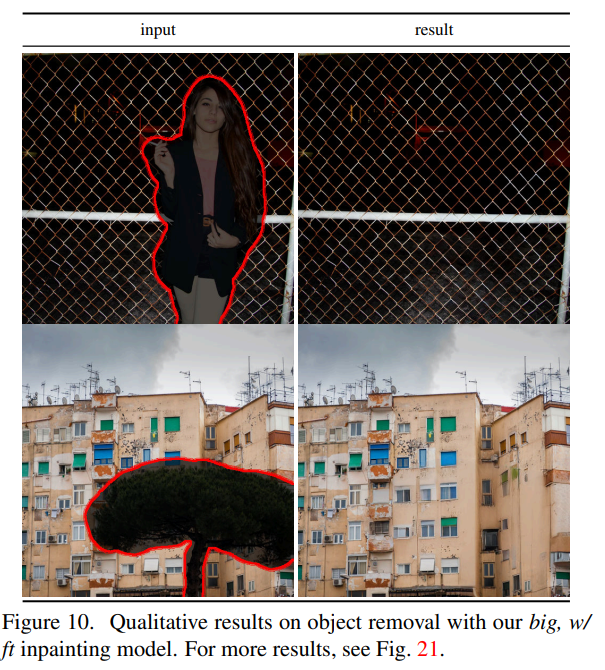 input result
Figure 10. Qualitative results on object removal with our big, w/
ft inpainting model. For more results, see Fig. 21.